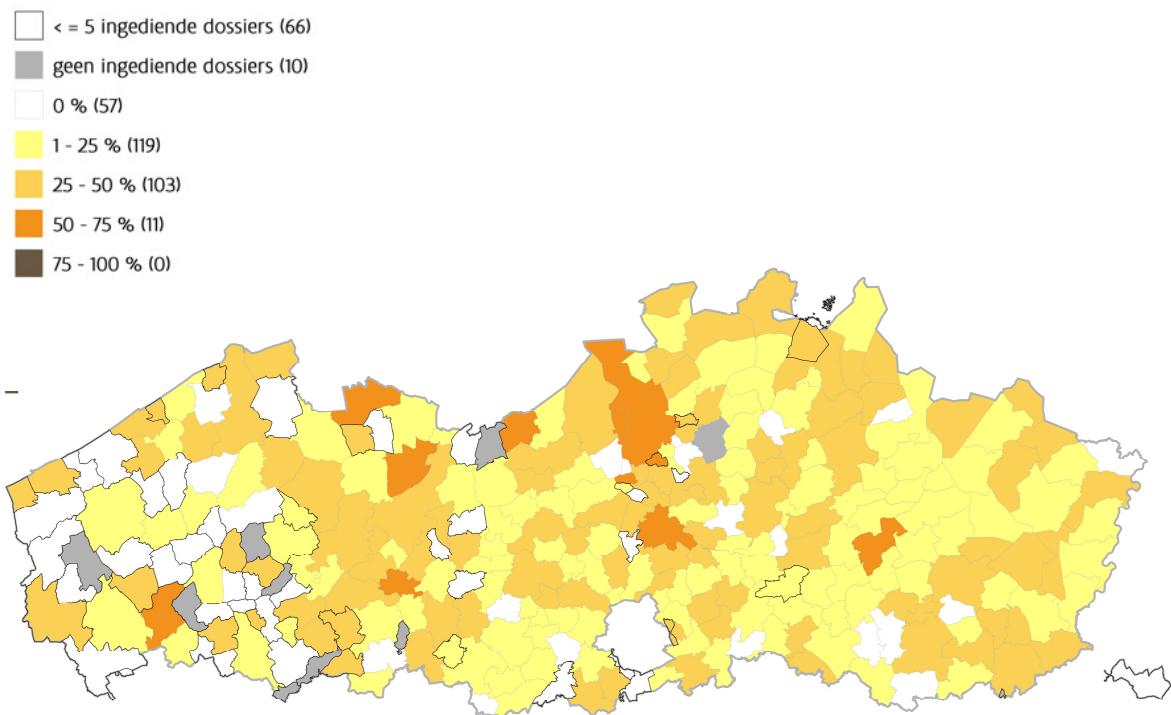 < = 5 ingediende dossiers (66)
geen ingediende dossiers (10)
0 % (57)
1 - 25 % (119)
25 - 50 % (103)
50 - 75 % (11)
75 - 100 % (0)